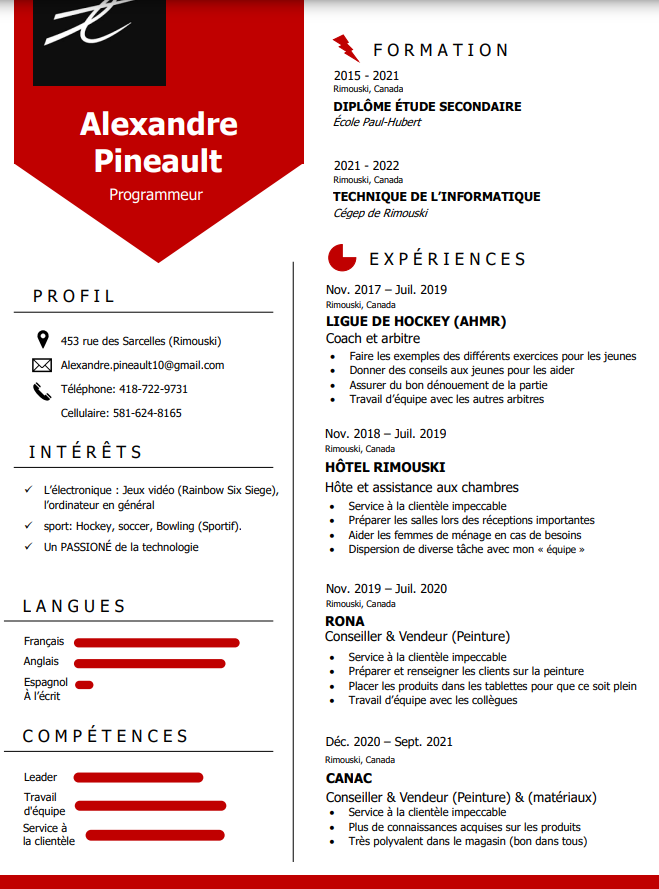 Alexandre
Pineault
Programmeur
PROFIL
453 rue des Sarcelles (Rimouski)
Alexandre.pineault10@gmail.com
Téléphone: 418-722-9731
Cellulaire: 581-624-8165
INTÉRÊTS
✓ L’électronique : Jeux vidéo (Rainbow Six Siege),
l’ordinateur en général
✓ sport: Hockey, soccer, Bowling (Sportif).
✓ Un PASSIONÉ de la technologie
LANGUES
Français
Anglais
Espagnol
À l’écrit
COMPÉTENCES
Leader
Travail
d'équipe
Service à
la clientèle
FORMATION
2015 - 2021
Rimouski, Canada
DIPLÔME ÉTUDE SECONDAIRE
École Paul-Hubert
2021 - 2022
Rimouski, Canada
TECHNIQUE DE L’INFORMATIQUE
Cégep de Rimouski
EXPÉRIENCES
Nov. 2017 – Juil. 2019
Rimouski, Canada
LIGUE DE HOCKEY (AHMR)
Coach et arbitre
• Faire les exemples des différents exercices pour les jeunes
• Donner des conseils aux jeunes pour les aider
• Assurer du bon dénouement de la partie
• Travail d’équipe avec les autres arbitres
Nov. 2018 – Juil. 2019
Rimouski, Canada
HÔTEL RIMOUSKI
Hôte et assistance aux chambres
• Service à la clientèle impeccable
• Préparer les salles lors des réceptions importantes
• Aider les femmes de ménage en cas de besoins
• Dispersion de diverse tâche avec mon « équipe »
Nov. 2019 – Juil. 2020
Rimouski, Canada
RONA
Conseiller & Vendeur (Peinture)
• Service à la clientèle impeccable
• Préparer et renseigner les clients sur la peinture
• Placer les produits dans les tablettes pour que ce soit plein
• Travail d’équipe avec les collègues
Déc. 2020 – Sept. 2021
Rimouski, Canada
CANAC
Conseiller & Vendeur (Peinture) & (matériaux)
• Service à la clientèle impeccable
• Plus de connaissances acquises sur les produits
• Très polyvalent dans le magasin (bon dans tous)